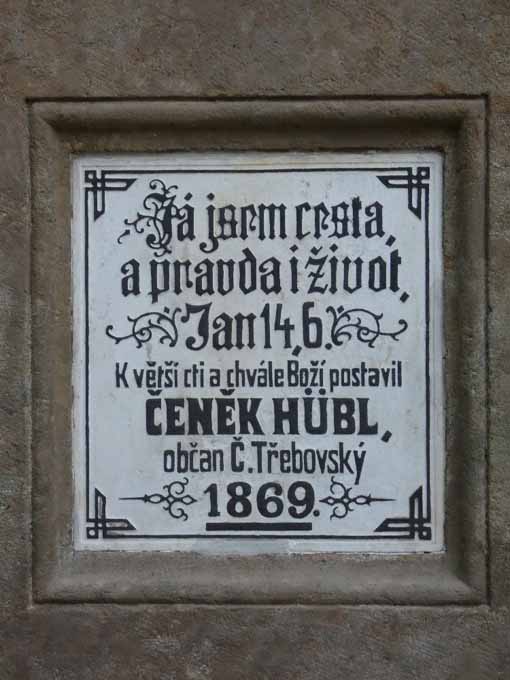 Já jsem cesta,
a pravda i život,
Jan 14,6.
K větší cti a chvále Boží postavil
ČENĚK HÜBL,
občan Č.Třebovský
1869.